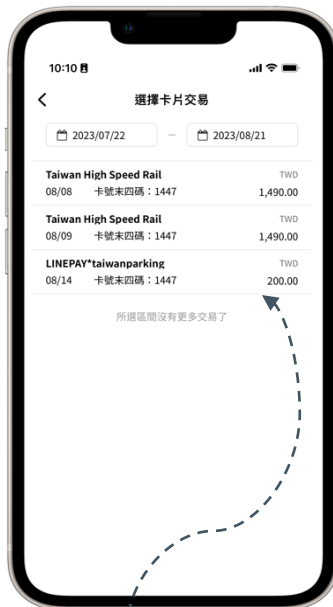 10:10
選擇卡片交易
2023/07/22 – 2023/08/21
Taiwan High Speed Rail TWD
08/08 卡號末四碼：1447 1,490.00
Taiwan High Speed Rail TWD
08/09 卡號末四碼：1447 1,490.00
LINEPAY*taiwanparking TWD
08/14 卡號末四碼：1447 200.00
所選區間沒有更多交易了